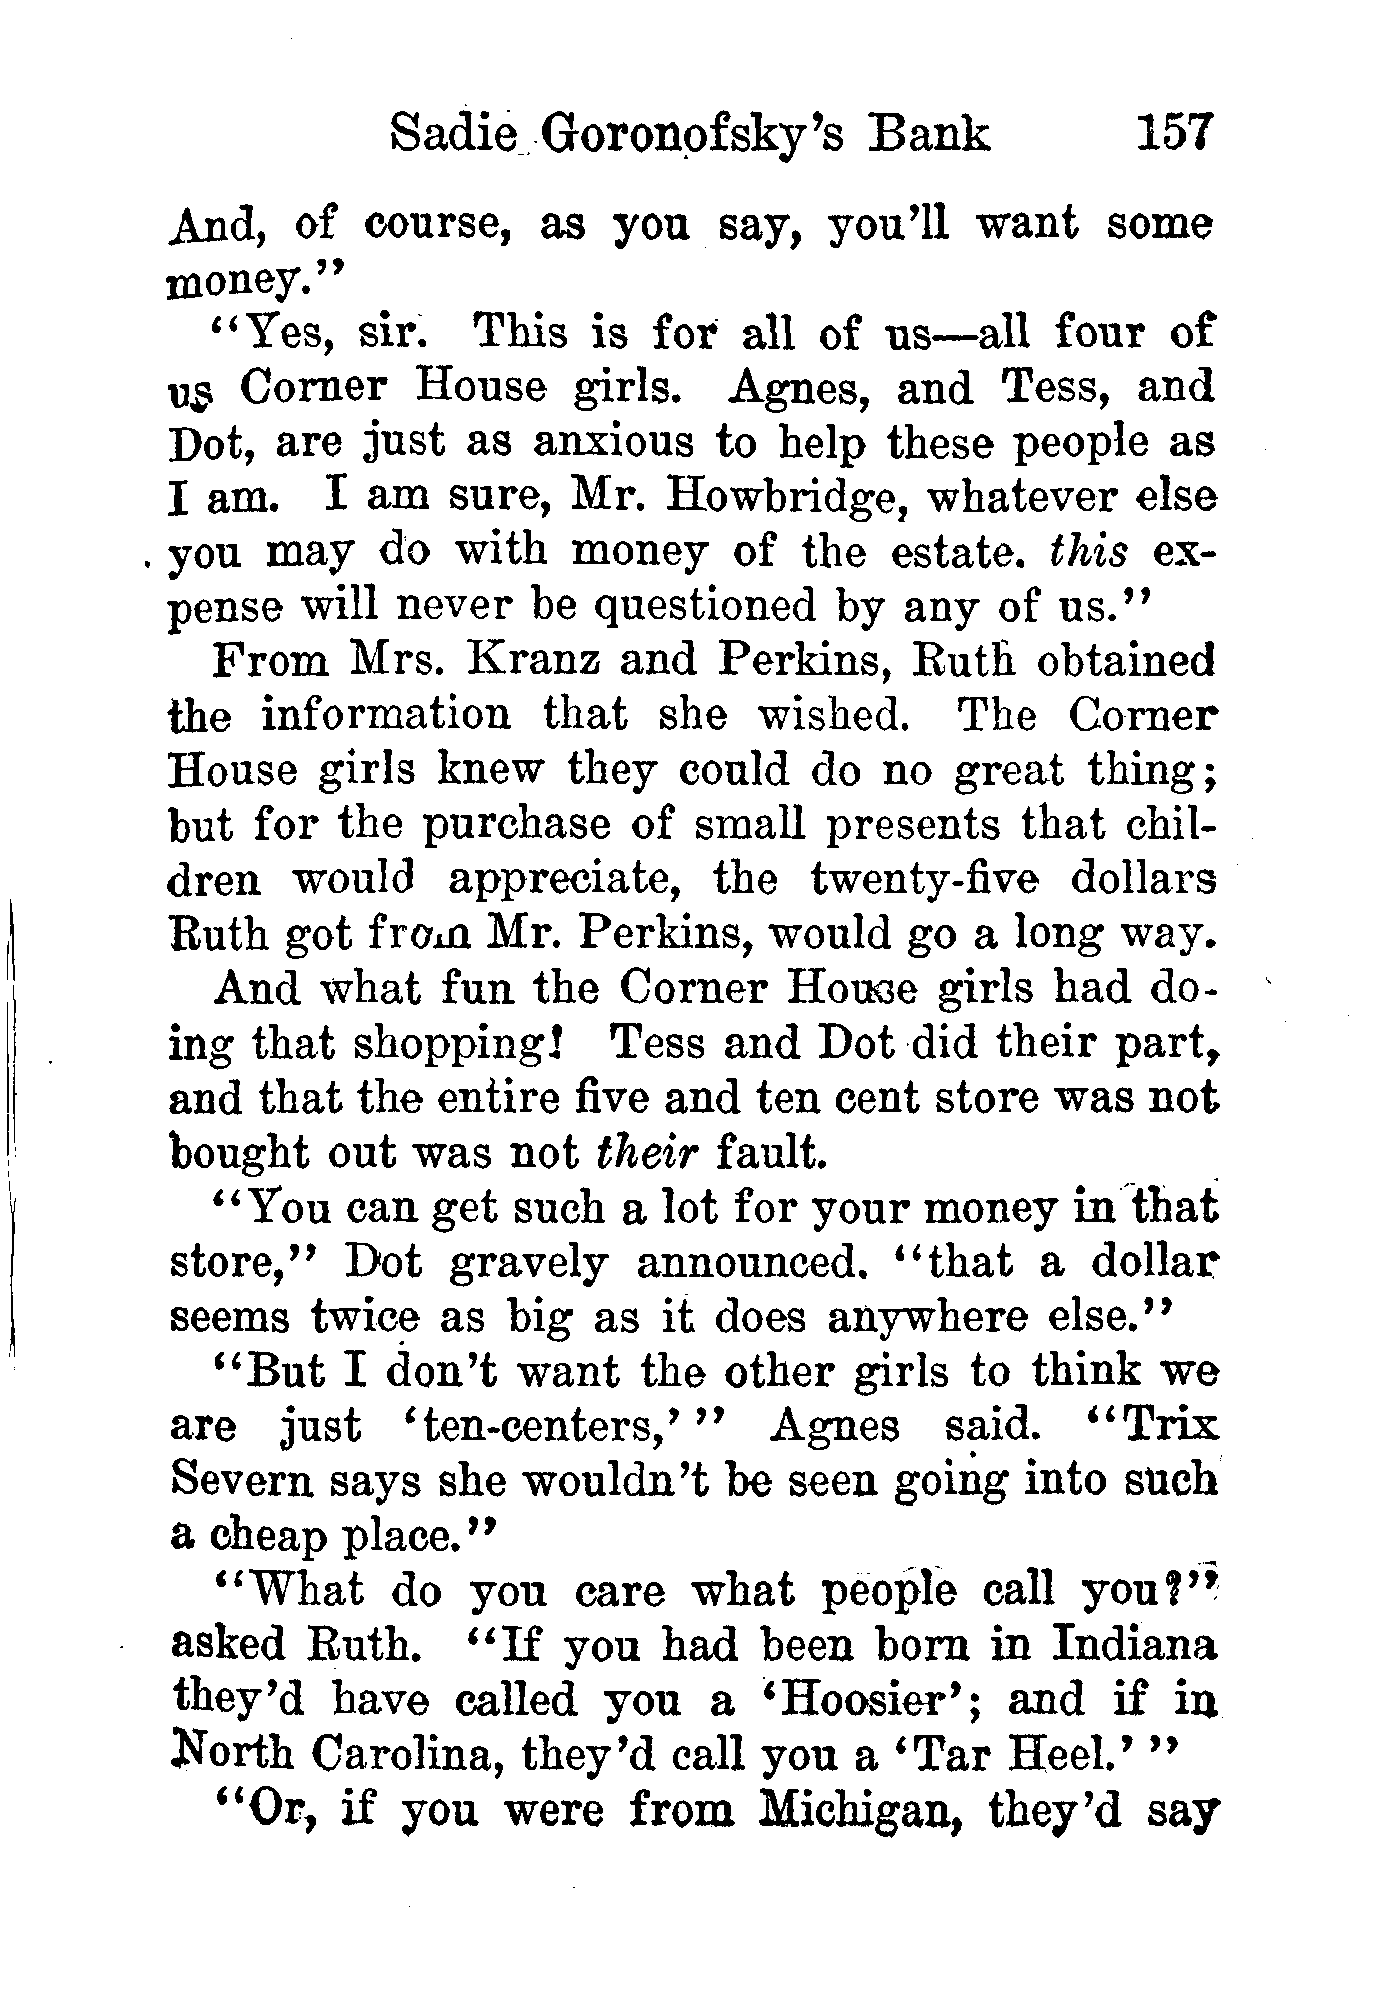 Sadie Goronofsky's Bank 157
And, of course, as you say, you'll want some
money."
"Yes, sir. This is for all of us—all four of
us Corner House girls. Agnes, and Tess, and
Dot, are just as anxious to help these people as
I am. I am sure, Mr. Howbridge, whatever else
you may do with money of the estate. this ex-
pense will never be questioned by any of us."
From Mrs. Kranz and Perkins, Ruth obtained
the information that she wished. The Corner
House girls knew they could do no great thing;
but for the purchase of small presents that chil-
dren would appreciate, the twenty-five dollars
Ruth got from Mr. Perkins, would go a long way.
And what fun the Corner House girls had do-
ing that shopping! Tess and Dot did their part,
and that the entire five and ten cent store was not
bought out was not their fault.
"You can get such a lot for your money in that
store," Dot gravely announced. "that a dollar
seems twice as big as it does anywhere else."
"But I don't want the other girls to think we
are just 'ten-centers,'" Agnes said. "Trix
Severn says she wouldn't be seen going into such
a cheap place."
"What do you care what people call you?"
asked Ruth. "If you had been born in Indiana
they'd have called you a 'Hoosier'; and if in
North Carolina, they'd call you a 'Tar Heel.'"
"Or, if you were from Michigan, they'd say